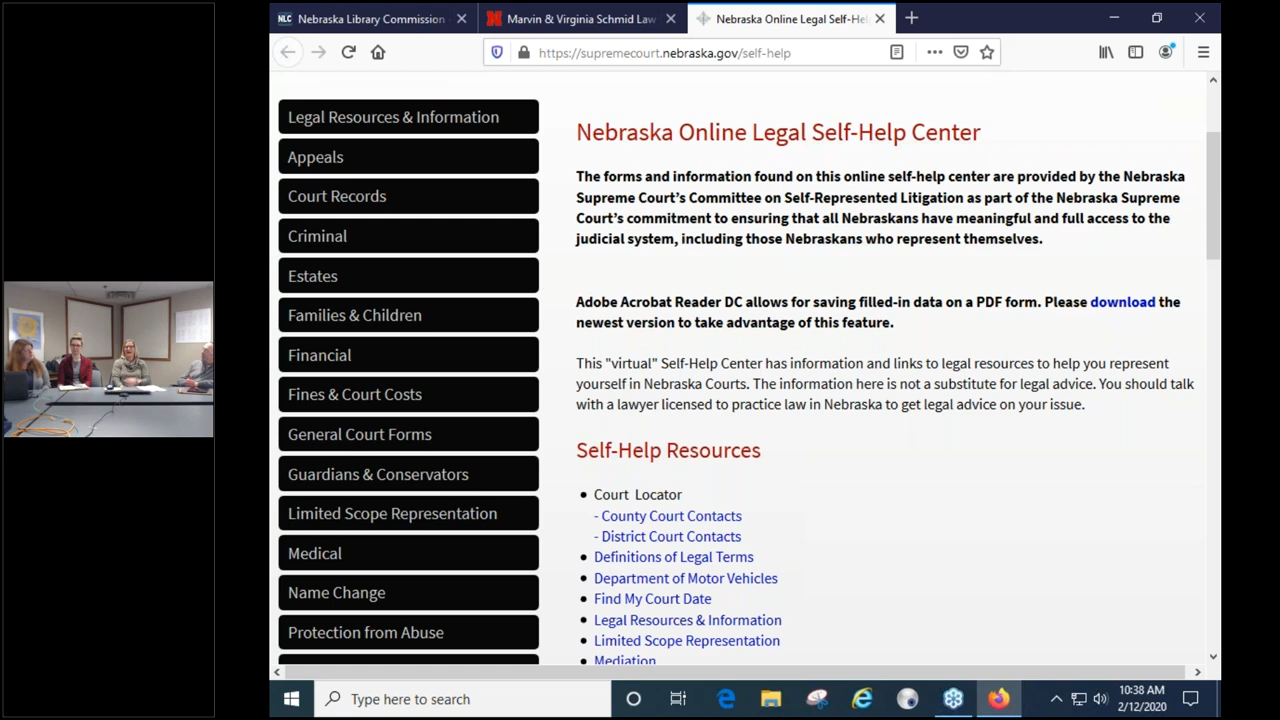 Nebraska Library Commission
Marvin & Virginia Schmid Law
Nebraska Online Legal Self-Hel
https://supremecourt.nebraska.gov/self-help
Legal Resources & Information
Appeals
Court Records
Criminal
Estates
Families & Children
Financial
Fines & Court Costs
General Court Forms
Guardians & Conservators
Limited Scope Representation
Medical
Name Change
Protection from Abuse
Nebraska Online Legal Self-Help Center
The forms and information found on this online self-help center are provided by the Nebraska
Supreme Court’s Committee on Self-Represented Litigation as part of the Nebraska Supreme
Court’s commitment to ensuring that all Nebraskans have meaningful and full access to the
judicial system, including those Nebraskans who represent themselves.
Adobe Acrobat Reader DC allows for saving filled-in data on a PDF form. Please download the
newest version to take advantage of this feature.
This "virtual" Self-Help Center has information and links to legal resources to help you represent
yourself in Nebraska Courts. The information here is not a substitute for legal advice. You should talk
with a lawyer licensed to practice law in Nebraska to get legal advice on your issue.
Self-Help Resources
• Court Locator
- County Court Contacts
- District Court Contacts
• Definitions of Legal Terms
• Department of Motor Vehicles
• Find My Court Date
• Legal Resources & Information
• Limited Scope Representation
• Mediation
Type here to search
10:38 AM
2/12/2020